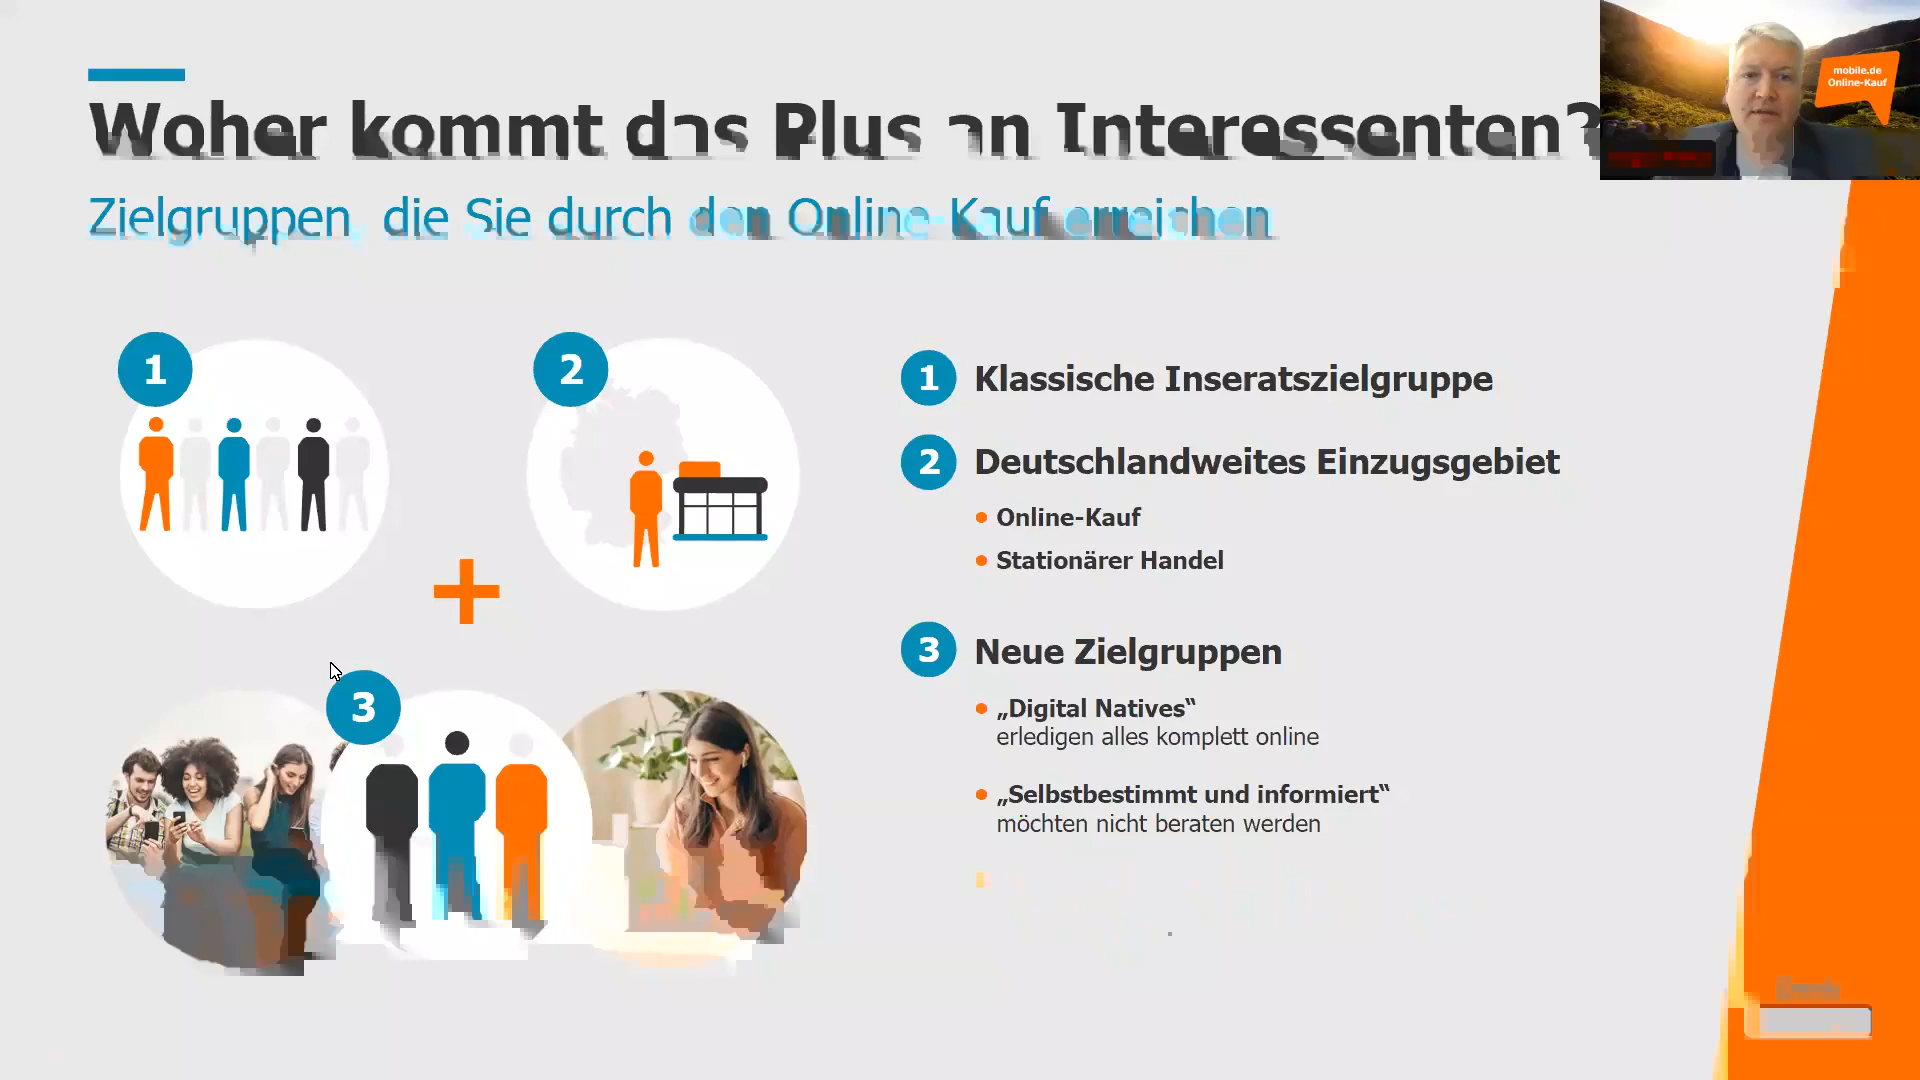 Woher kommt das Plus an Interessenten?
Zielgruppen, die Sie durch den Online-Kauf erreichen
mobile.de
Online-Kauf
1
2
3
1 Klassische Inseratszielgruppe
2 Deutschlandweites Einzugsgebiet
Online-Kauf
Stationärer Handel
3 Neue Zielgruppen
„Digital Natives“
erledigen alles komplett online
„Selbstbestimmt und informiert“
möchten nicht beraten werden